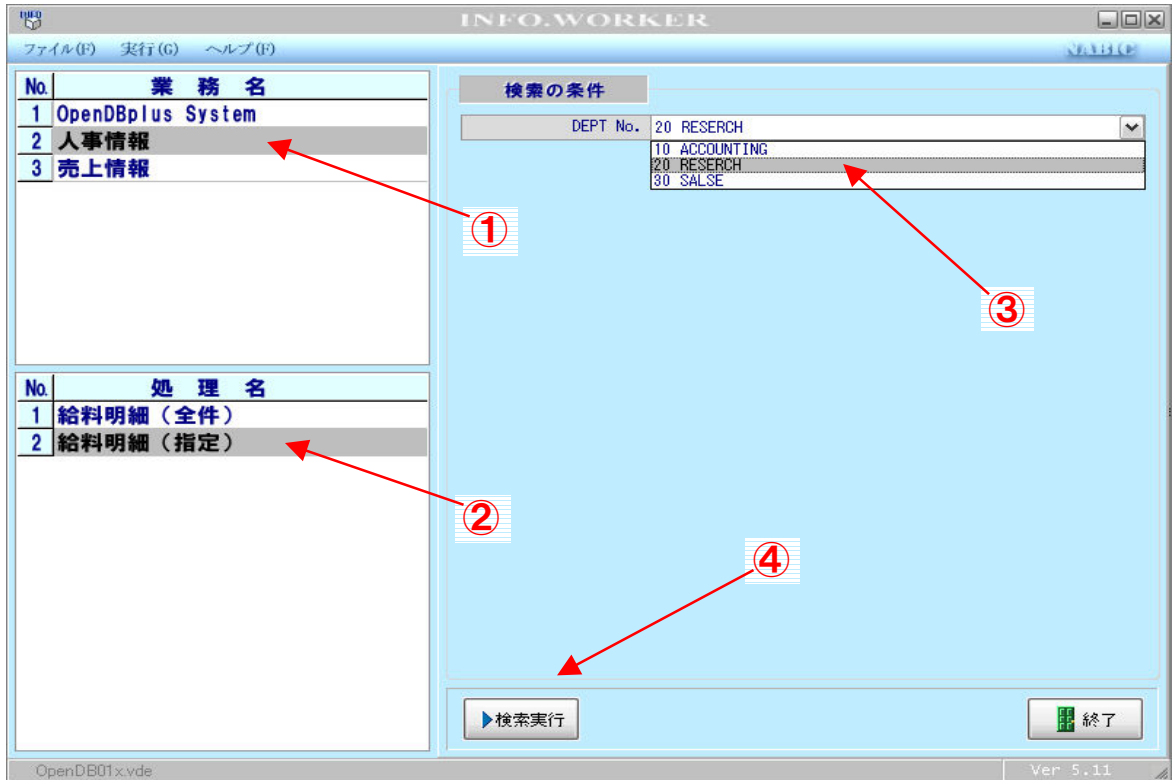 INFO
INFO.WORKER
ファイル(F) 実行(G) ヘルプ(F)
No. 業 務 名
1 OpenDBplus System
2 人事情報
3 売上情報
①
No. 処 理 名
1 給料明細（全件）
2 給料明細（指定）
②
検索の条件
DEPT No. 20 RESERCH
10 ACCOUNTING
20 RESERCH
30 SALSE
③
④
検索実行
終了
OpenDB01x.vde
Ver 5.11